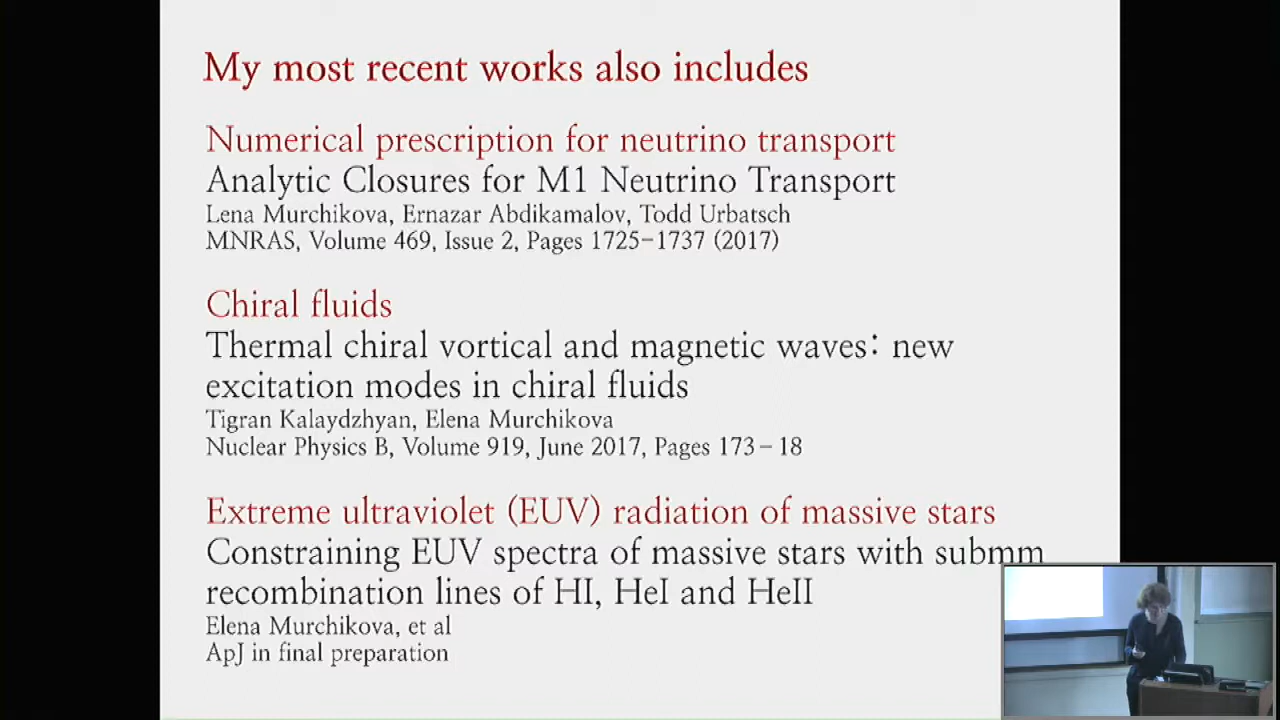 My most recent works also includes
Numerical prescription for neutrino transport
Analytic Closures for M1 Neutrino Transport
Lena Murchikova, Ernazar Abdikamalov, Todd Urbatsch
MNRAS, Volume 469, Issue 2, Pages 1725-1737 (2017)
Chiral fluids
Thermal chiral vortical and magnetic waves: new
excitation modes in chiral fluids
Tigran Kalaydzhyan, Elena Murchikova
Nuclear Physics B, Volume 919, June 2017, Pages 173–18
Extreme ultraviolet (EUV) radiation of massive stars
Constraining EUV spectra of massive stars with submm
recombination lines of HI, HeI and HeII
Elena Murchikova, et al
ApJ in final preparation